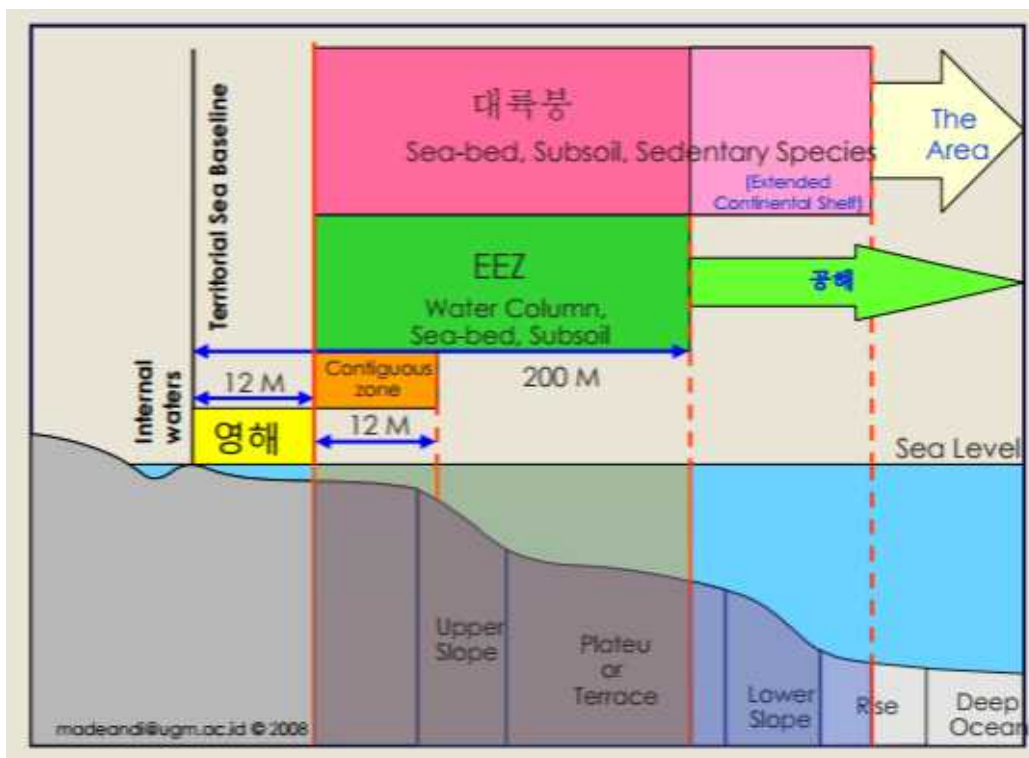 대륙붕
Sea-bed, Subsoil, Sedentary Species
(Extended
Continental Shelf)
The
Area
Territorial Sea Baseline
EEZ
Water Column,
Sea-bed, Subsoil
공해
Internal
waters
12 M
Contiguous
zone
200 M
영해
12 M
Sea Level
Upper
Slope
Plateu
or
Terrace
Lower
Slope
Rise
Deep
Ocean
madeandi@ugm.ac.id © 2008